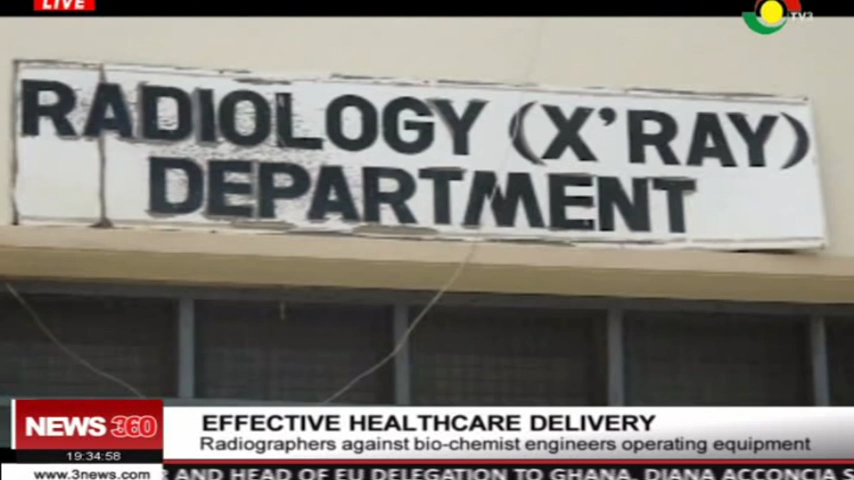 LIVE
TV3
RADIOLOGY (X'RAY)
DEPARTMENT
EFFECTIVE HEALTHCARE DELIVERY
NEWS 360
Radiographers against bio-chemist engineers operating equipment
19:34:58
www.3news.com
AND HEAD OF EU DELEGATION TO GHANA, DIANA ACCONCIA